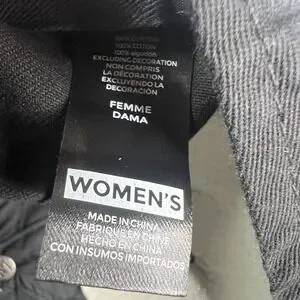 100% COTTON
100% COTON
100% algodón
EXCLUDING DECORATION
NON COMPRIS
LA DÉCORATION
EXCLUYENDO LA
DECORACIÓN
FEMME
DAMA
WOMEN'S
MADE IN CHINA
FABRIQUÉ EN CHINE
HECHO EN CHINA
CON INSUMOS IMPORTADOS